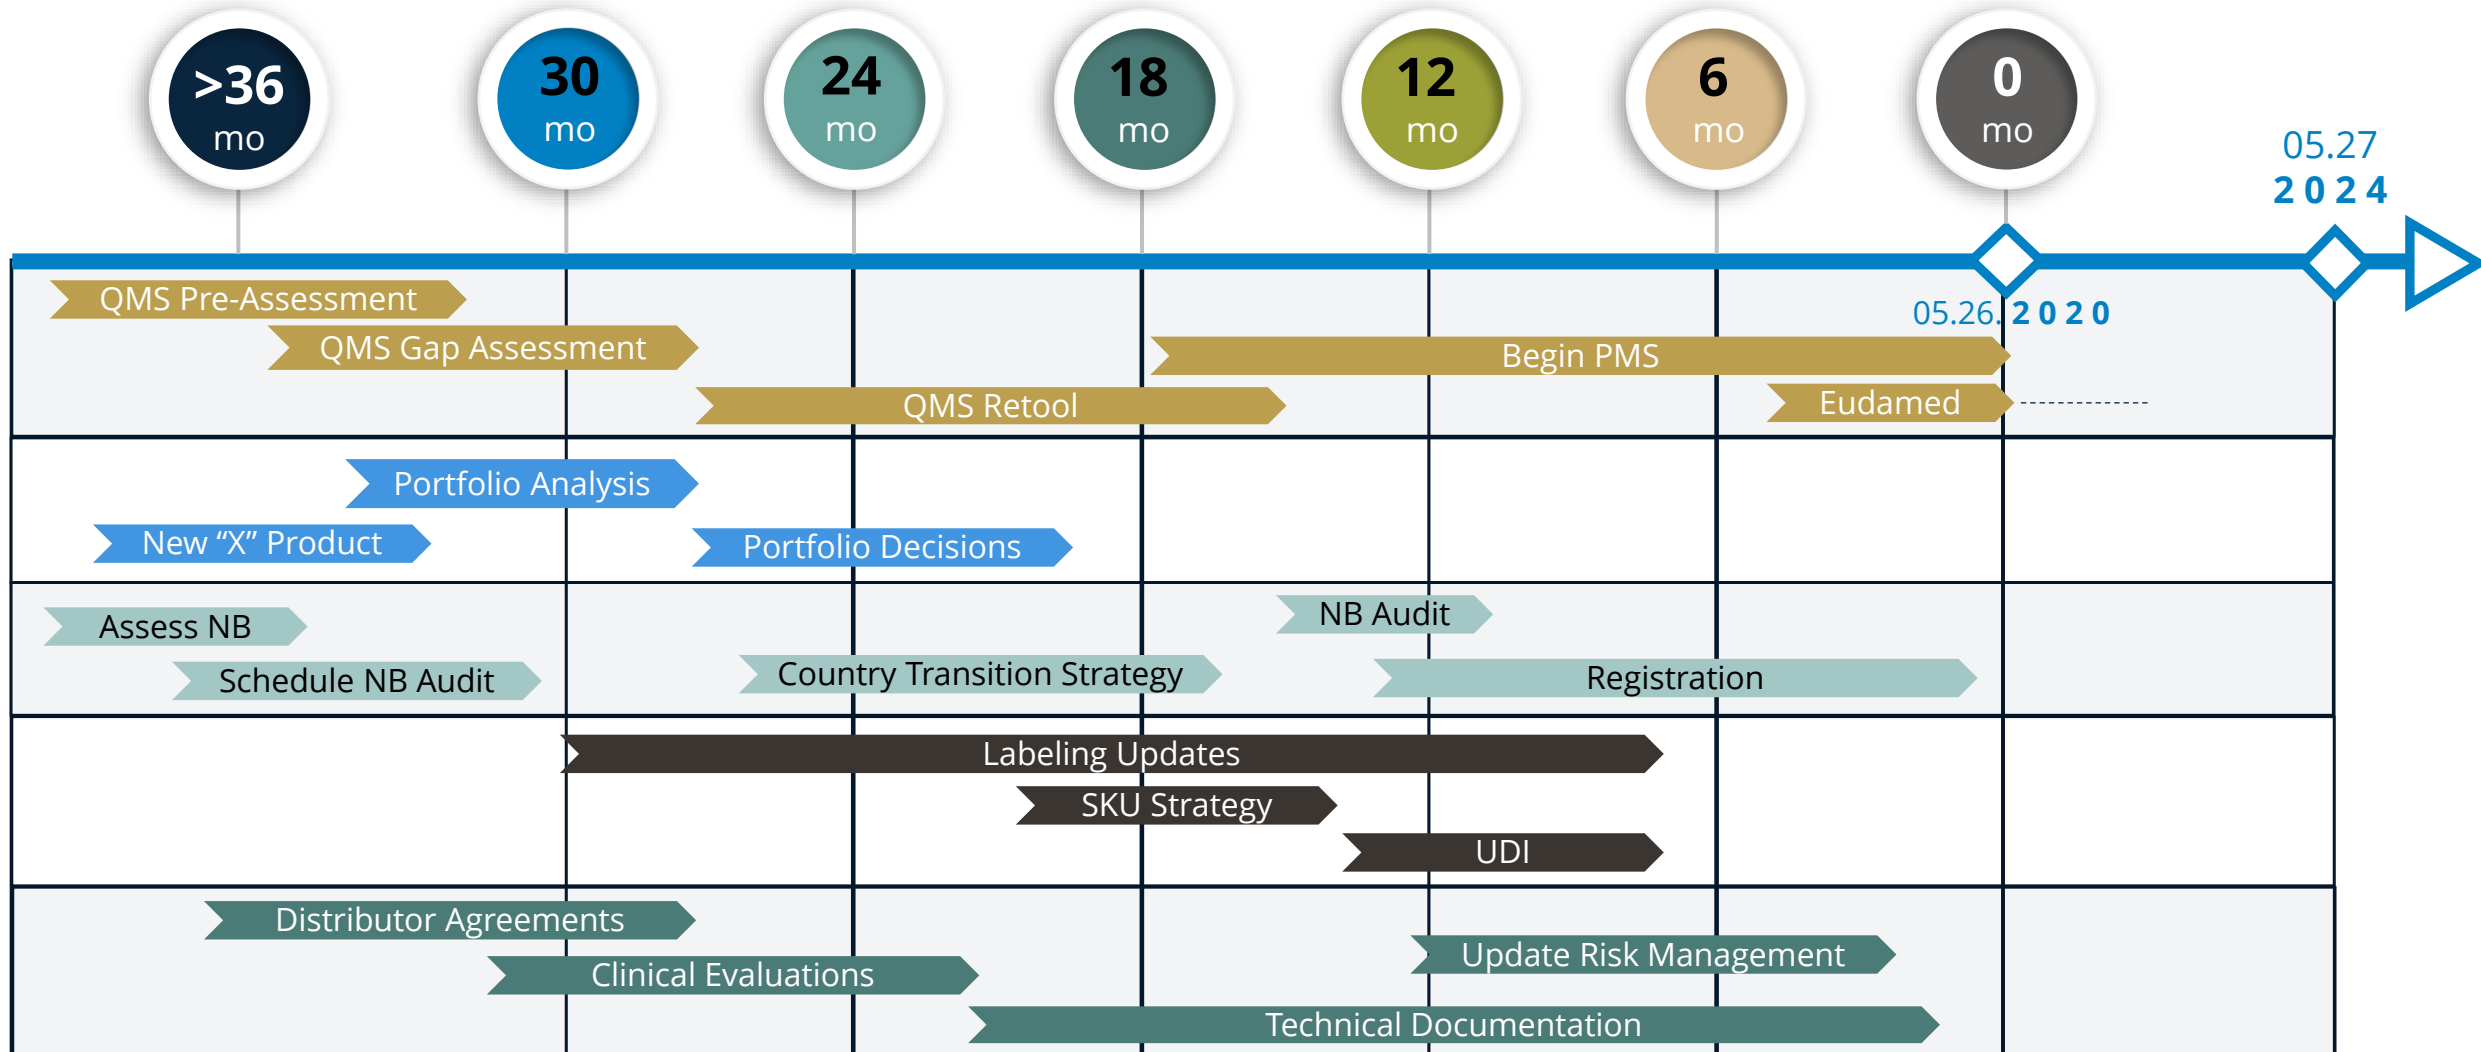 >36
mo
30
mo
24
mo
18
mo
12
mo
6
mo
0
mo
05.27
2024
05.26.2020
QMS Pre-Assessment
QMS Gap Assessment
Begin PMS
QMS Retool
Eudamed
Portfolio Analysis
New “X” Product
Portfolio Decisions
Assess NB
NB Audit
Schedule NB Audit
Country Transition Strategy
Registration
Labeling Updates
SKU Strategy
UDI
Distributor Agreements
Update Risk Management
Clinical Evaluations
Technical Documentation